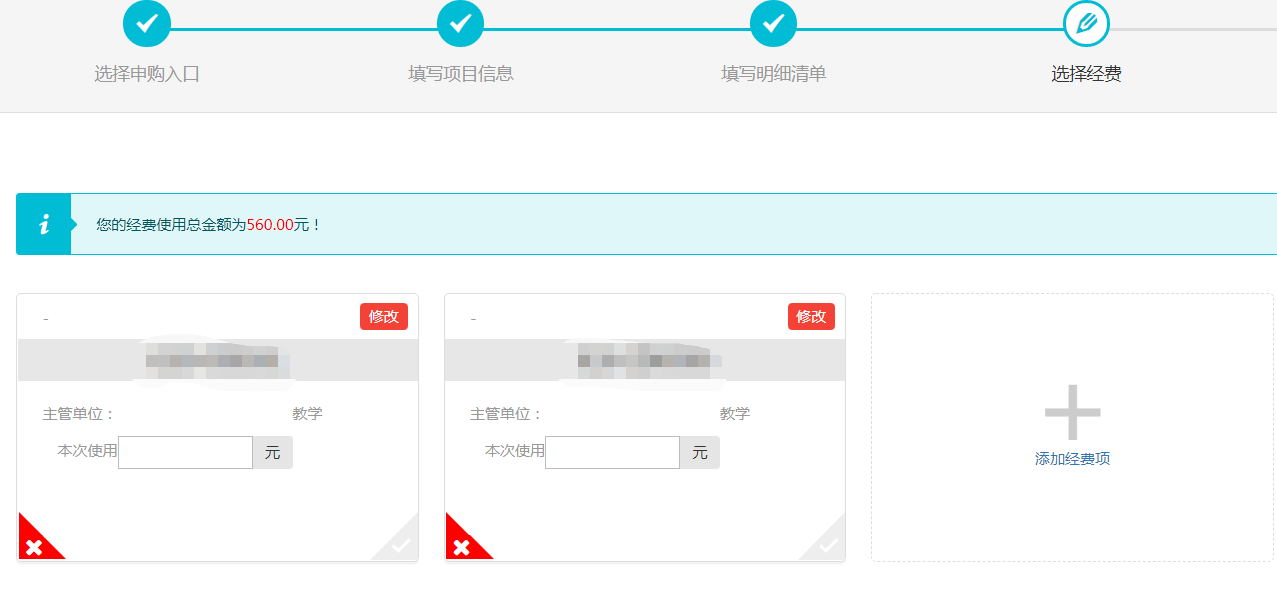 选择申购入口
填写项目信息
填写明细清单
选择经费
您的经费使用总金额为560.00元！
-
修改
主管单位：
教学
本次使用
元
-
修改
主管单位：
教学
本次使用
元
添加经费项